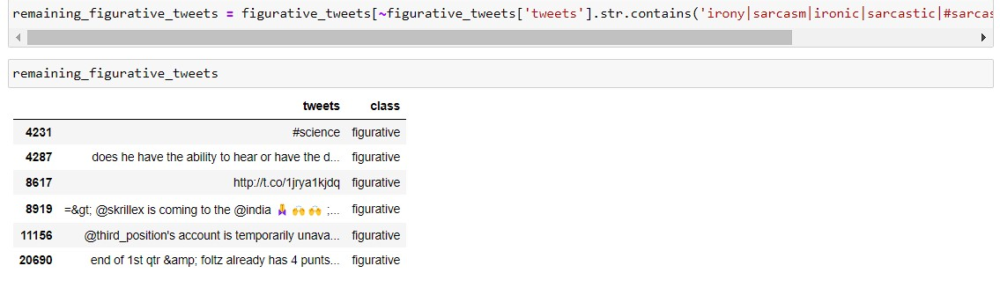 remaining_figurative_tweets = figurative_tweets[~figurative_tweets['tweets'].str.contains('irony|sarcasm|ironic|sarcastic|#sarcas
remaining_figurative_tweets
tweets class
4231 #science figurative
4287 does he have the ability to hear or have the d... figurative
8617 http://t.co/1jrya1kjdq figurative
8919 =&gt; @skrillex is coming to the @india 🙏 🙌 🙌 ;... figurative
11156 @third_position's account is temporarily unava... figurative
20690 end of 1st qtr &amp; foltz already has 4 punts... figurative